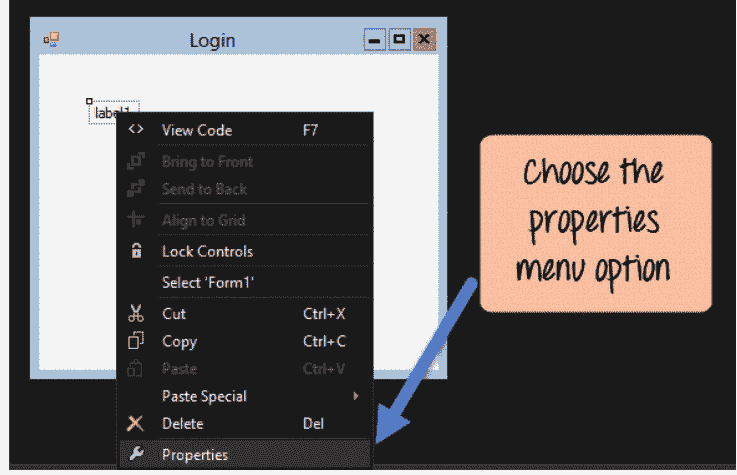 Login
label1
View Code F7
Bring to Front
Send to Back
Align to Grid
Lock Controls
Select 'Form1'
Cut Ctrl+X
Copy Ctrl+C
Paste Ctrl+V
Paste Special
Delete Del
Properties
Choose the
properties
menu option